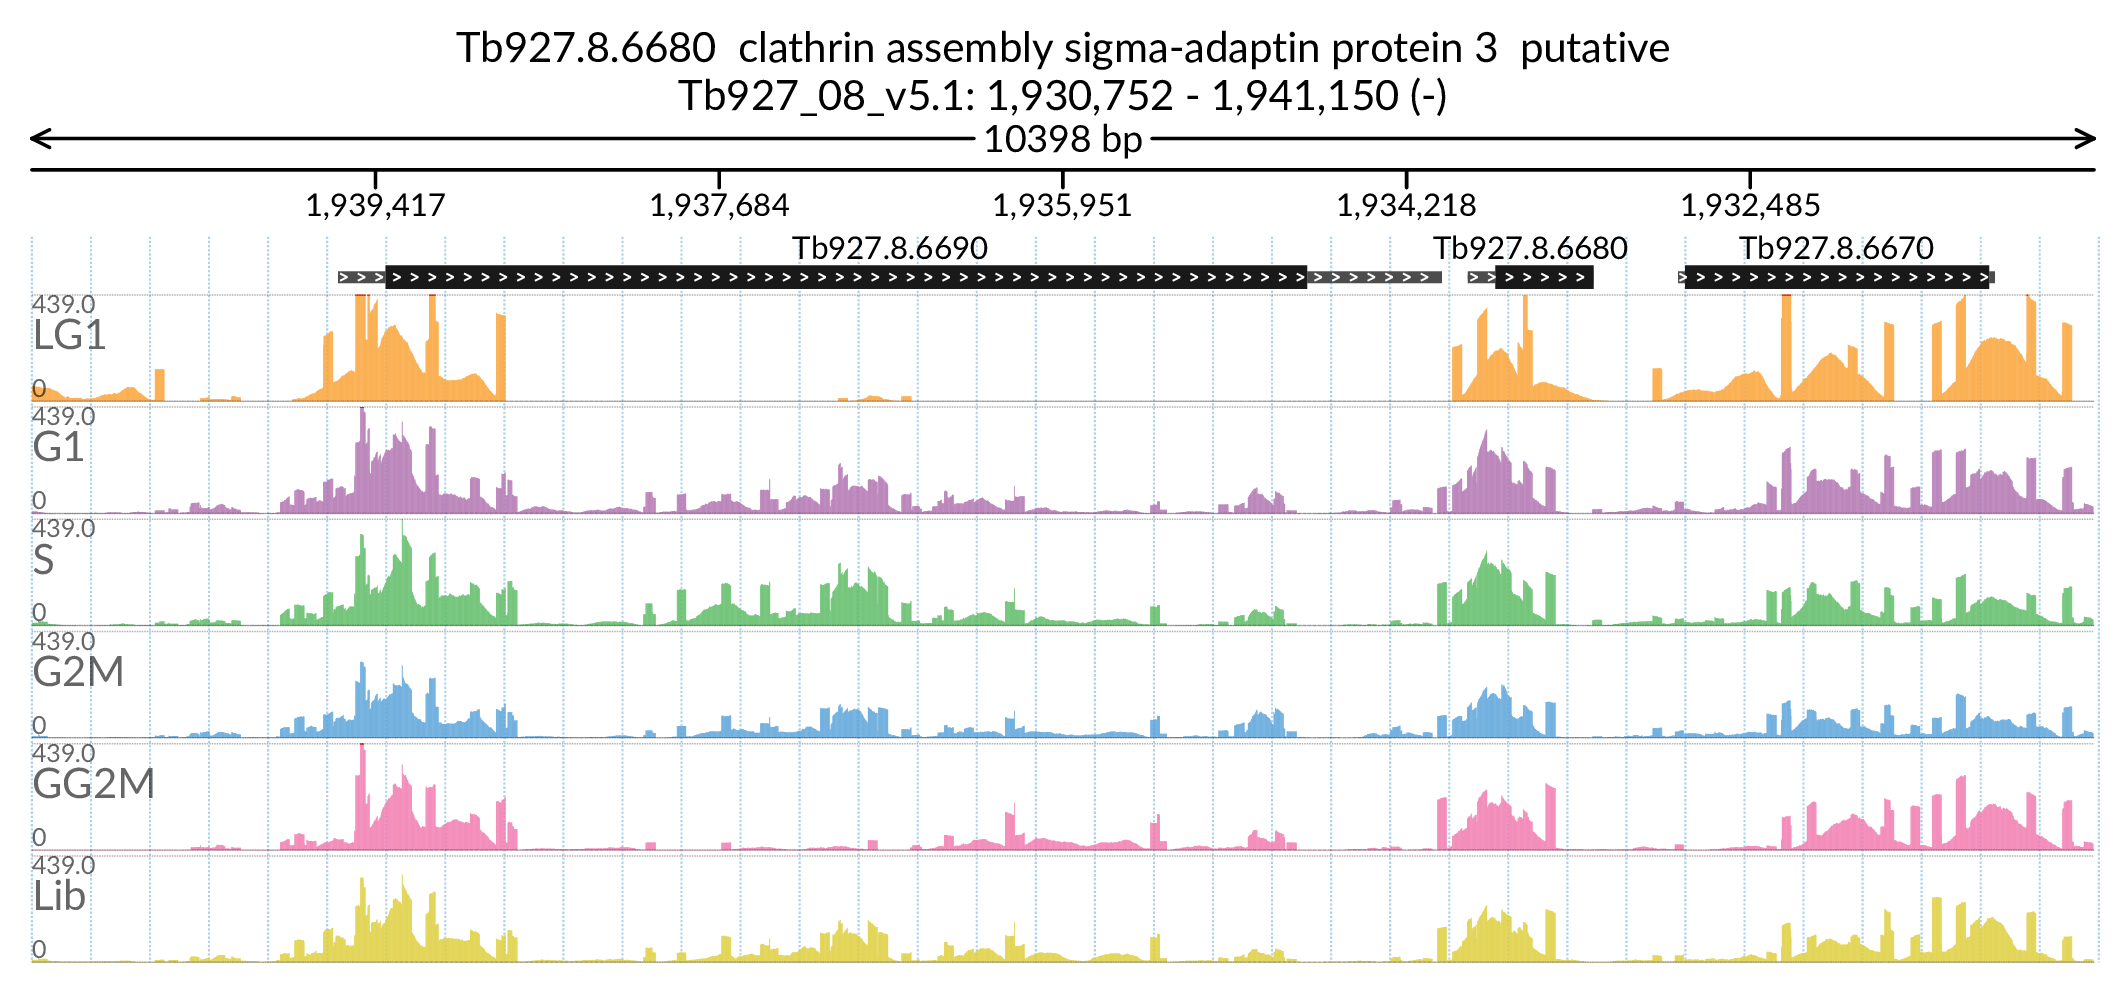 Tb927.8.6680  clathrin assembly sigma-adaptin protein 3  putative
Tb927_08_v5.1: 1,930,752 - 1,941,150 (-)
10398 bp
1,939,417 1,937,684 1,935,951 1,934,218 1,932,485
Tb927.8.6690 Tb927.8.6680 Tb927.8.6670
439.0
LG1
0
439.0
G1
0
439.0
S
0
439.0
G2M
0
439.0
GG2M
0
439.0
Lib
0